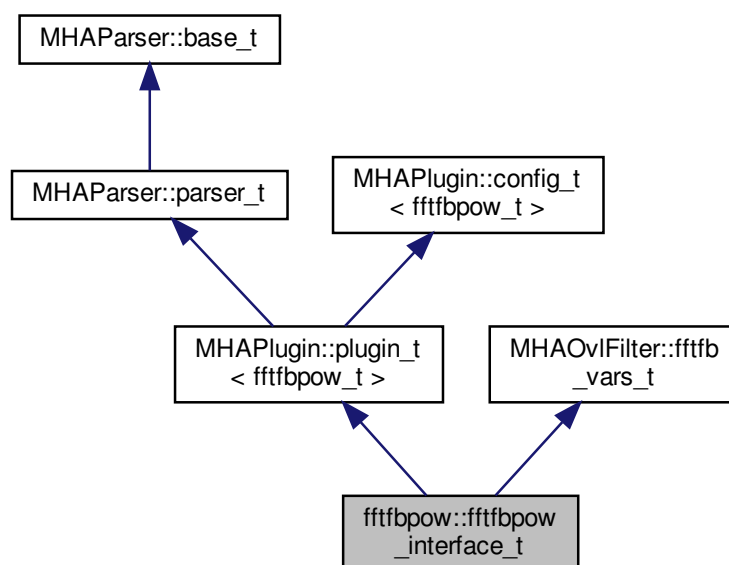 MHAParser::base_t
MHAParser::parser_t
MHAPlugin::config_t
< fftfbpow_t >
MHAPlugin::plugin_t
< fftfbpow_t >
MHAOvlFilter::fftfb
_vars_t
fftfbpow::fftfbpow
_interface_t